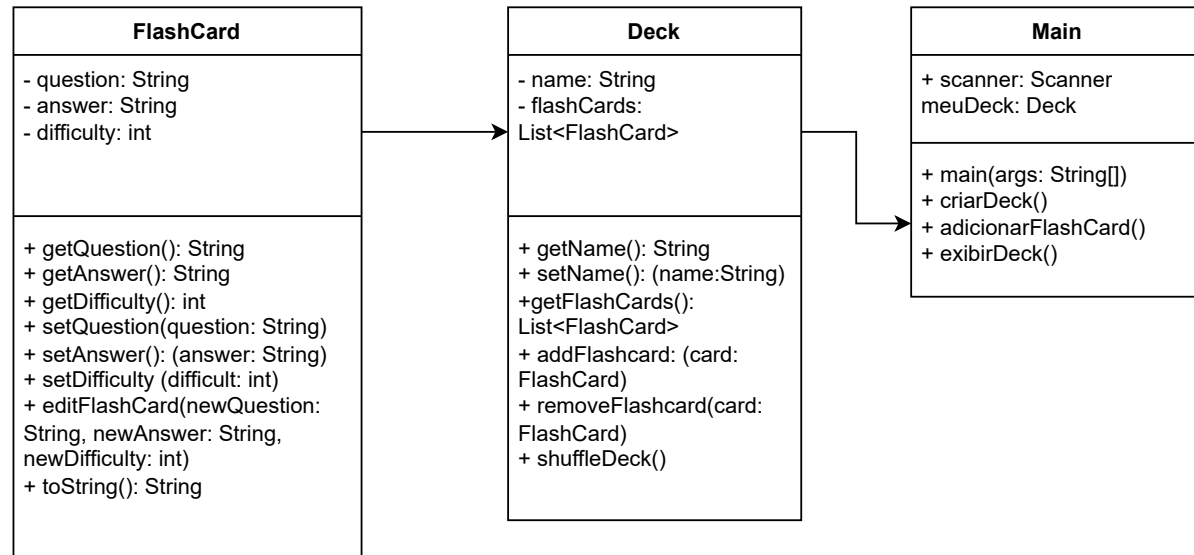 FlashCard
- question: String
- answer: String
- difficulty: int
+ getQuestion(): String
+ getAnswer(): String
+ getDifficulty(): int
+ setQuestion(question: String)
+ setAnswer(): (answer: String)
+ setDifficulty (difficult: int)
+ editFlashCard(newQuestion:
String, newAnswer: String,
newDifficulty: int)
+ toString(): String
Deck
- name: String
- flashCards:
List<FlashCard>
+ getName(): String
+ setName(): (name:String)
+getFlashCards():
List<FlashCard>
+ addFlashcard: (card:
FlashCard)
+ removeFlashcard(card:
FlashCard)
+ shuffleDeck()
Main
+ scanner: Scanner
meuDeck: Deck
+ main(args: String[])
+ criarDeck()
+ adicionarFlashCard()
+ exibirDeck()